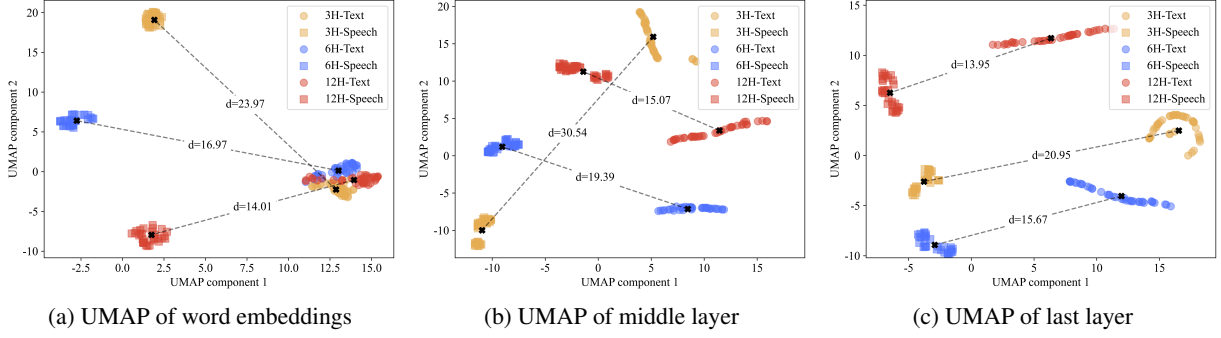 20
15
10
5
0
-5
-10
UMAP component 2
-2.5
0.0
2.5
5.0
7.5
10.0
12.5
15.0
UMAP component 1
3H-Text
3H-Speech
6H-Text
6H-Speech
12H-Text
12H-Speech
d=23.97
d=16.97
d=14.01
(a) UMAP of word embeddings
20
15
10
5
0
-5
-10
UMAP component 2
-10
-5
0
5
10
15
UMAP component 1
3H-Text
3H-Speech
6H-Text
6H-Speech
12H-Text
12H-Speech
d=15.07
d=30.54
d=19.39
(b) UMAP of middle layer
15
10
5
0
-5
-10
UMAP component 2
-5
0
5
10
15
UMAP component 1
3H-Text
3H-Speech
6H-Text
6H-Speech
12H-Text
12H-Speech
d=13.95
d=20.95
d=15.67
(c) UMAP of last layer